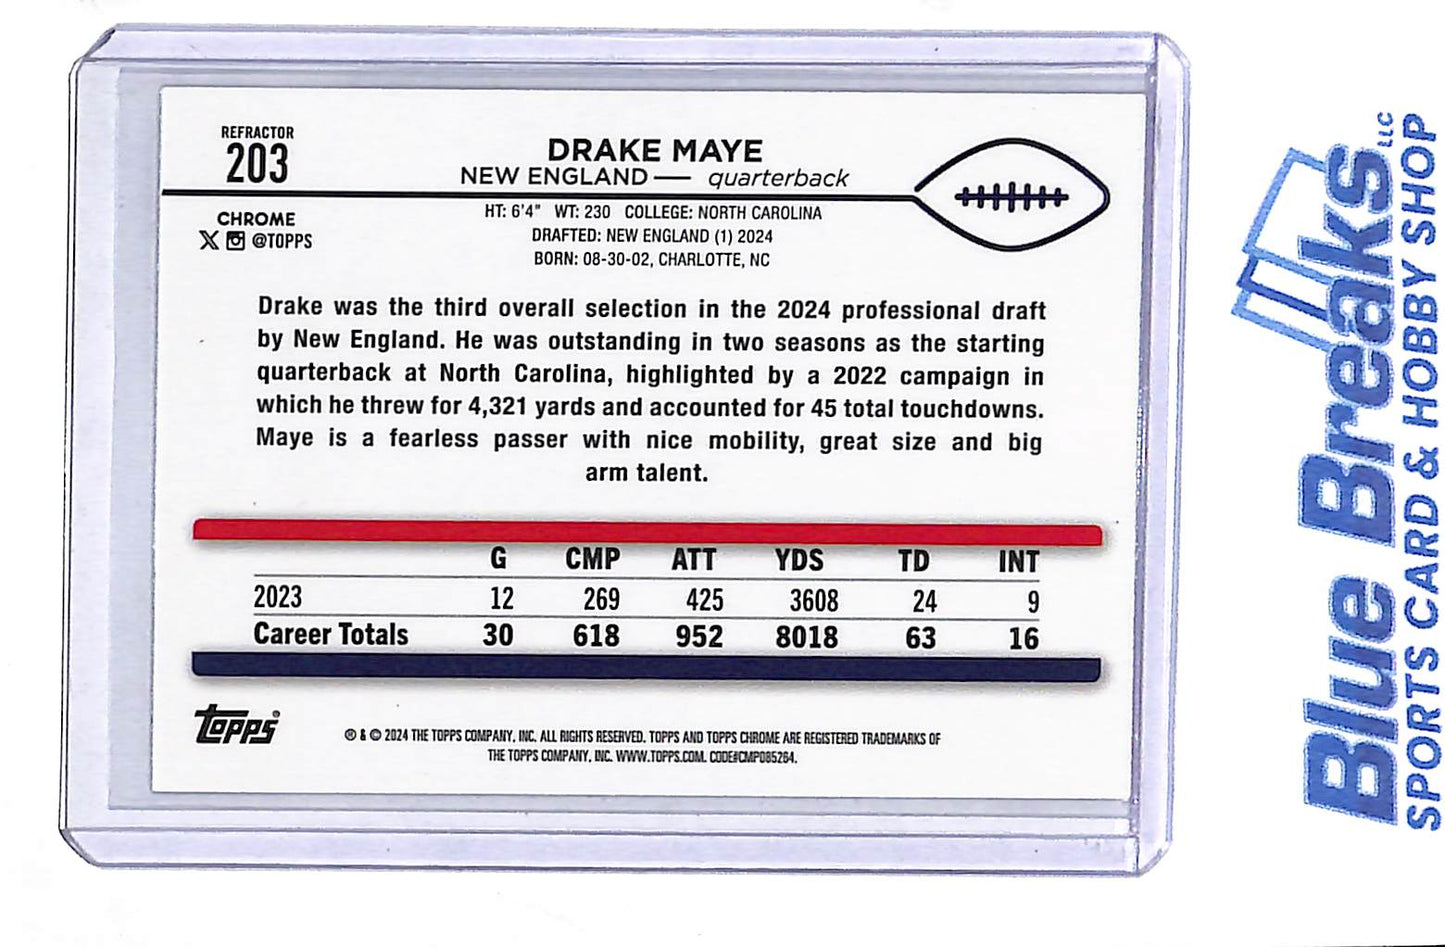 REFRACTOR
203
DRAKE MAYE
NEW ENGLAND — quarterback
CHROME
@TOPPS
HT: 6'4" WT: 230 COLLEGE: NORTH CAROLINA
DRAFTED: NEW ENGLAND (1) 2024
BORN: 08-30-02, CHARLOTTE, NC
Drake was the third overall selection in the 2024 professional draft
by New England. He was outstanding in two seasons as the starting
quarterback at North Carolina, highlighted by a 2022 campaign in
which he threw for 4,321 yards and accounted for 45 total touchdowns.
Maye is a fearless passer with nice mobility, great size and big
arm talent.
G CMP ATT YDS TD INT
2023 12 269 425 3608 24 9
Career Totals 30 618 952 8018 63 16
Topps®
® & © 2024 THE TOPPS COMPANY, INC. ALL RIGHTS RESERVED. TOPPS AND TOPPS CHROME ARE REGISTERED TRADEMARKS OF
THE TOPPS COMPANY, INC. WWW.TOPPS.COM. CODE#CMP085264.
Blue Breaks LLC
SPORTS CARD & HOBBY SHOP